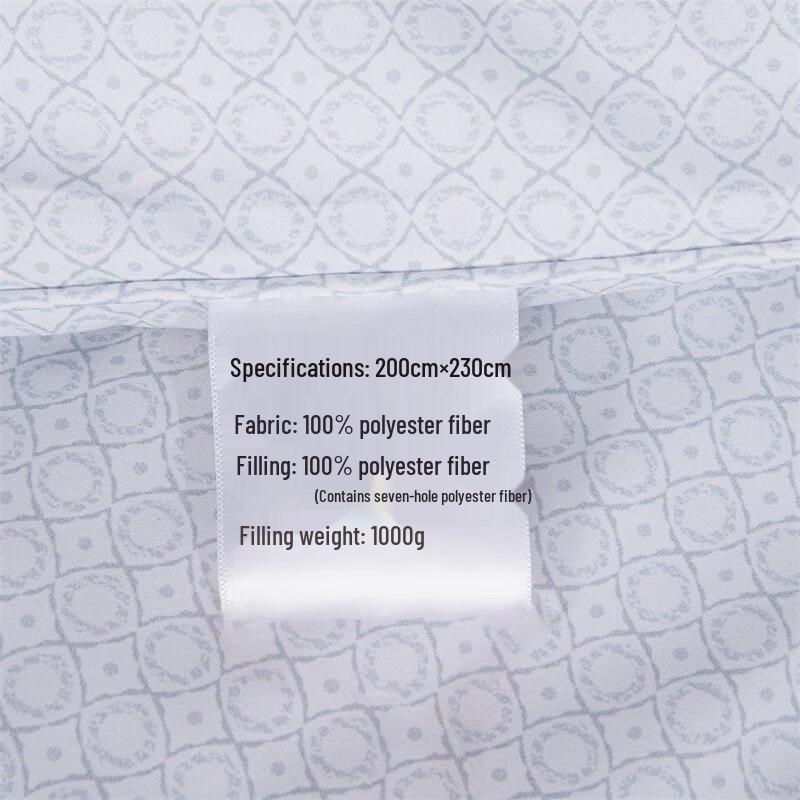 Specifications: 200cm×230cm
Fabric: 100% polyester fiber
Filling: 100% polyester fiber
(Contains seven-hole polyester fiber)
Filling weight: 1000g